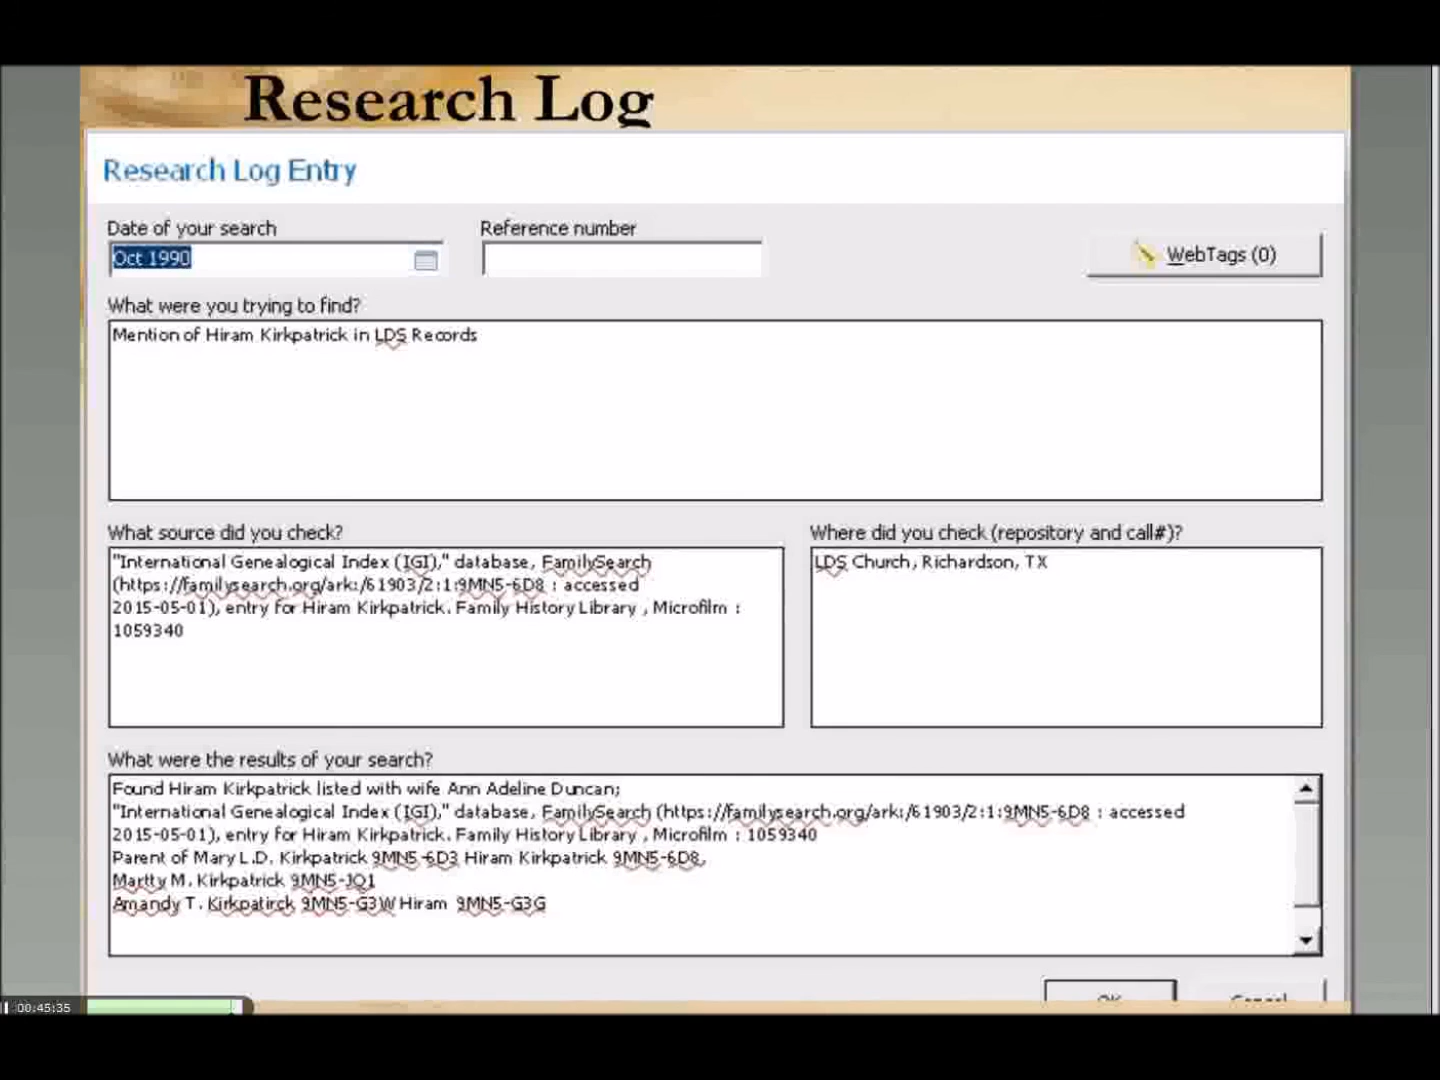 Research Log
Research Log Entry
Date of your search
Reference number
Oct 1990
WebTags (0)
What were you trying to find?
Mention of Hiram Kirkpatrick in LDS Records
What source did you check?
Where did you check (repository and call#)?
"International Genealogical Index (IGI)," database, FamilySearch
(https://familysearch.org/ark:/61903/2:1:9MN5-6D8 : accessed
2015-05-01), entry for Hiram Kirkpatrick. Family History Library , Microfilm :
1059340
LDS Church, Richardson, TX
What were the results of your search?
Found Hiram Kirkpatrick listed with wife Ann Adeline Duncan;
"International Genealogical Index (IGI)," database, FamilySearch (https://familysearch.org/ark:/61903/2:1:9MN5-6D8 : accessed
2015-05-01), entry for Hiram Kirkpatrick. Family History Library , Microfilm : 1059340
Parent of Mary L.D. Kirkpatrick 9MN5-6D3 Hiram Kirkpatrick 9MN5-6D8,
Martty M. Kirkpatrick 9MN5-JQ1
Amandy T. Kirkpatirck 9MN5-G3W Hiram 9MN5-G3G
OK
Cancel
00:45:35